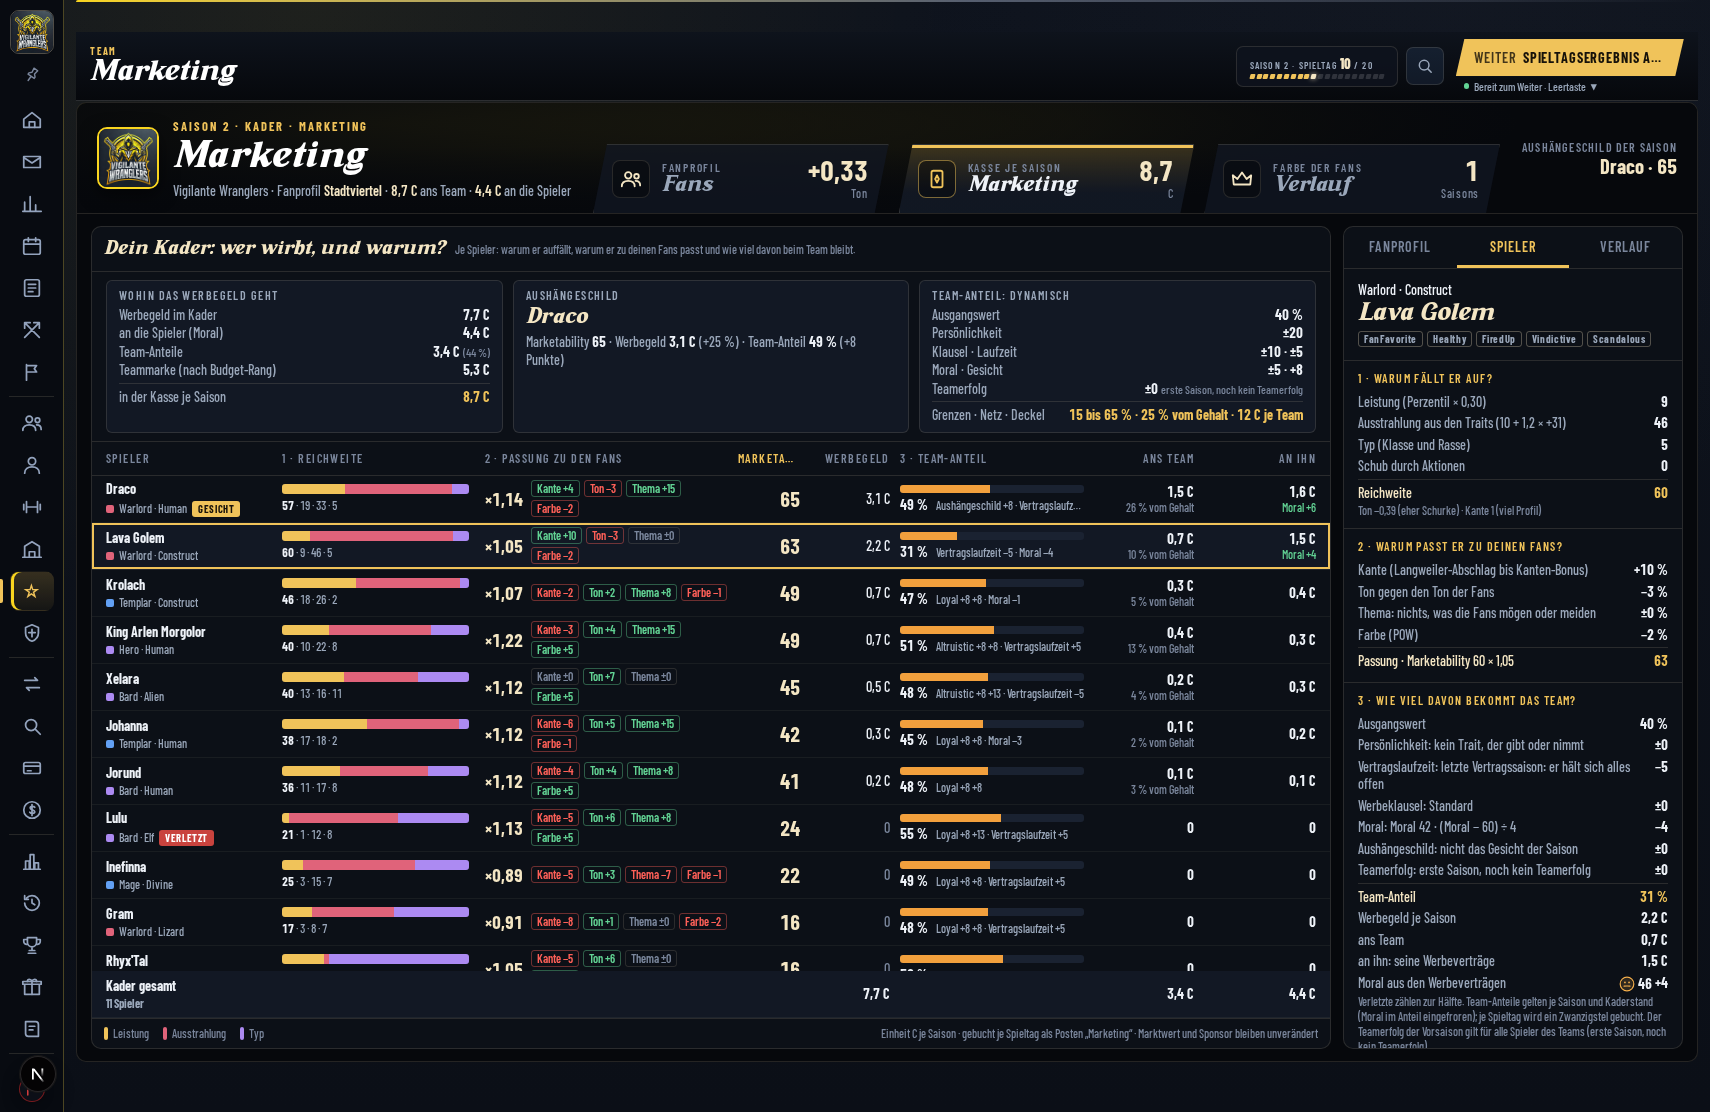 TEAM
Marketing
SAISON 2 · SPIELTAG 10 / 20
WEITER SPIELTAGSERGEBNIS A...
Bereit zum Weiter · Leertaste ▼
VIGILANTE WRANGLERS
SAISON 2 · KADER · MARKETING
Marketing
Vigilante Wranglers · Fanprofil Stadtviertel · 8,7 C ans Team · 4,4 C an die Spieler
FANPROFIL
Fans
+0,33
Ton
KASSE JE SAISON
Marketing
8,7
C
FARBE DER FANS
Verlauf
1
Saisons
AUSHÄNGESCHILD DER SAISON
Draco · 65
Dein Kader: wer wirbt, und warum? Je Spieler: warum er auffällt, warum er zu deinen Fans passt und wie viel davon beim Team bleibt.
WOHIN DAS WERBEGELD GEHT
Werbegeld im Kader 7,7 C
an die Spieler (Moral) 4,4 C
Team-Anteile 3,4 C (44 %)
Teammarke (nach Budget-Rang) 5,3 C
in der Kasse je Saison 8,7 C
AUSHÄNGESCHILD
Draco
Marketability 65 · Werbegeld 3,1 C (+25 %) · Team-Anteil 49 % (+8
Punkte)
TEAM-ANTEIL: DYNAMISCH
Ausgangswert 40 %
Persönlichkeit ±20
Klausel · Laufzeit ±10 · ±5
Moral · Gesicht ±5 · +8
Teamerfolg ±0 erste Saison, noch kein Teamerfolg
Grenzen · Netz · Deckel 15 bis 65 % · 25 % vom Gehalt · 12 C je Team
SPIELER 1 · REICHWEITE 2 · PASSUNG ZU DEN FANS MARKETA... WERBEGELD 3 · TEAM-ANTEIL ANS TEAM AN IHN
Draco
Warlord · Human GESICHT
57 · 19 · 33 · 5
×1,14 Kante +4 Ton −3 Thema +15
Farbe −2
65 3,1 C
49 % Aushängeschild +8 · Vertragslaufz...
1,5 C
26 % vom Gehalt
1,6 C
Moral +6
Lava Golem
Warlord · Construct
60 · 9 · 46 · 5
×1,05 Kante +10 Ton −3 Thema ±0
Farbe −2
63 2,2 C
31 % Vertragslaufzeit −5 · Moral −4
0,7 C
10 % vom Gehalt
1,5 C
Moral +4
Krolach
Templar · Construct
46 · 18 · 26 · 2
×1,07 Kante −2 Ton +2 Thema +8 Farbe −1
49 0,7 C
47 % Loyal +8 +8 · Moral −1
0,3 C
5 % vom Gehalt
0,4 C
King Arlen Morgolor
Hero · Human
40 · 10 · 22 · 8
×1,22 Kante −3 Ton +4 Thema +15
Farbe +5
49 0,7 C
51 % Altruistic +8 +8 · Vertragslaufzeit +5
0,4 C
13 % vom Gehalt
0,3 C
Xelara
Bard · Alien
40 · 13 · 16 · 11
×1,12 Kante ±0 Ton +7 Thema ±0
Farbe +5
45 0,5 C
48 % Altruistic +8 +13 · Vertragslaufzeit −5
0,2 C
4 % vom Gehalt
0,3 C
Johanna
Templar · Human
38 · 17 · 18 · 2
×1,12 Kante −6 Ton +5 Thema +15
Farbe −1
42 0,3 C
45 % Loyal +8 +8 · Moral −3
0,1 C
2 % vom Gehalt
0,2 C
Jorund
Bard · Human
36 · 11 · 17 · 8
×1,12 Kante −4 Ton +4 Thema +8
Farbe +5
41 0,2 C
48 % Loyal +8 +8
0,1 C
3 % vom Gehalt
0,1 C
Lulu
Bard · Elf VERLETZT
21 · 1 · 12 · 8
×1,13 Kante −5 Ton +6 Thema +8
Farbe +5
24 0
55 % Loyal +8 +13 · Vertragslaufzeit +5
0 0
Inefinna
Mage · Divine
25 · 3 · 15 · 7
×0,89 Kante −5 Ton +3 Thema −7 Farbe −1
22 0
49 % Loyal +8 +8 · Vertragslaufzeit +5
0 0
Gram
Warlord · Lizard
17 · 3 · 8 · 7
×0,91 Kante −8 Ton +1 Thema ±0 Farbe −2
16 0
48 % Loyal +8 +8 · Vertragslaufzeit +5
0 0
Rhyx'Tal
×1,05 Kante −5 Ton +6 Thema ±0
16 0
0 0
Kader gesamt
11 Spieler
7,7 C 3,4 C 4,4 C
Leistung Ausstrahlung Typ
Einheit C je Saison · gebucht je Spieltag als Posten „Marketing“ · Marktwert und Sponsor bleiben unverändert
FANPROFIL SPIELER VERLAUF
Warlord · Construct
Lava Golem
FanFavorite Healthy FiredUp Vindictive Scandalous
1 · WARUM FÄLLT ER AUF?
Leistung (Perzentil × 0,30) 9
Ausstrahlung aus den Traits (10 + 1,2 × +31) 46
Typ (Klasse und Rasse) 5
Schub durch Aktionen 0
Reichweite 60
Ton −0,39 (eher Schurke) · Kante 1 (viel Profil)
2 · WARUM PASST ER ZU DEINEN FANS?
Kante (Langweiler-Abschlag bis Kanten-Bonus) +10 %
Ton gegen den Ton der Fans −3 %
Thema: nichts, was die Fans mögen oder meiden ±0 %
Farbe (POW) −2 %
Passung · Marketability 60 × 1,05 63
3 · WIE VIEL DAVON BEKOMMT DAS TEAM?
Ausgangswert 40 %
Persönlichkeit: kein Trait, der gibt oder nimmt ±0
Vertragslaufzeit: letzte Vertragssaison: er hält sich alles −5
offen
Werbeklausel: Standard ±0
Moral: Moral 42 · (Moral − 60) ÷ 4 −4
Aushängeschild: nicht das Gesicht der Saison ±0
Teamerfolg: erste Saison, noch kein Teamerfolg ±0
Team-Anteil 31 %
Werbegeld je Saison 2,2 C
ans Team 0,7 C
an ihn: seine Werbeverträge 1,5 C
Moral aus den Werbeverträgen 46 +4
Verletzte zählen zur Hälfte. Team-Anteile gelten je Saison und Kaderstand
(Moral im Anteil eingefroren); je Spieltag wird ein Zwanzigstel gebucht. Der
Teamerfolg der Vorsaison gilt für alle Spieler des Teams (erste Saison, noch
kein Teamerfolg).
N